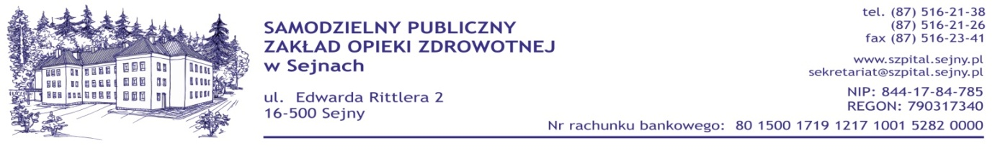 SAMODZIELNY PUBLICZNY
ZAKŁAD OPIEKI ZDROWOTNEJ
w Sejnach
ul. Edwarda Rittlera 2
16-500 Sejny
tel. (87) 516-21-38
(87) 516-21-26
fax (87) 516-23-41
www.szpital.sejny.pl
sekretariat@szpital.sejny.pl
NIP: 844-17-84-785
REGON: 790317340
Nr rachunku bankowego: 80 1500 1719 1217 1001 5282 0000